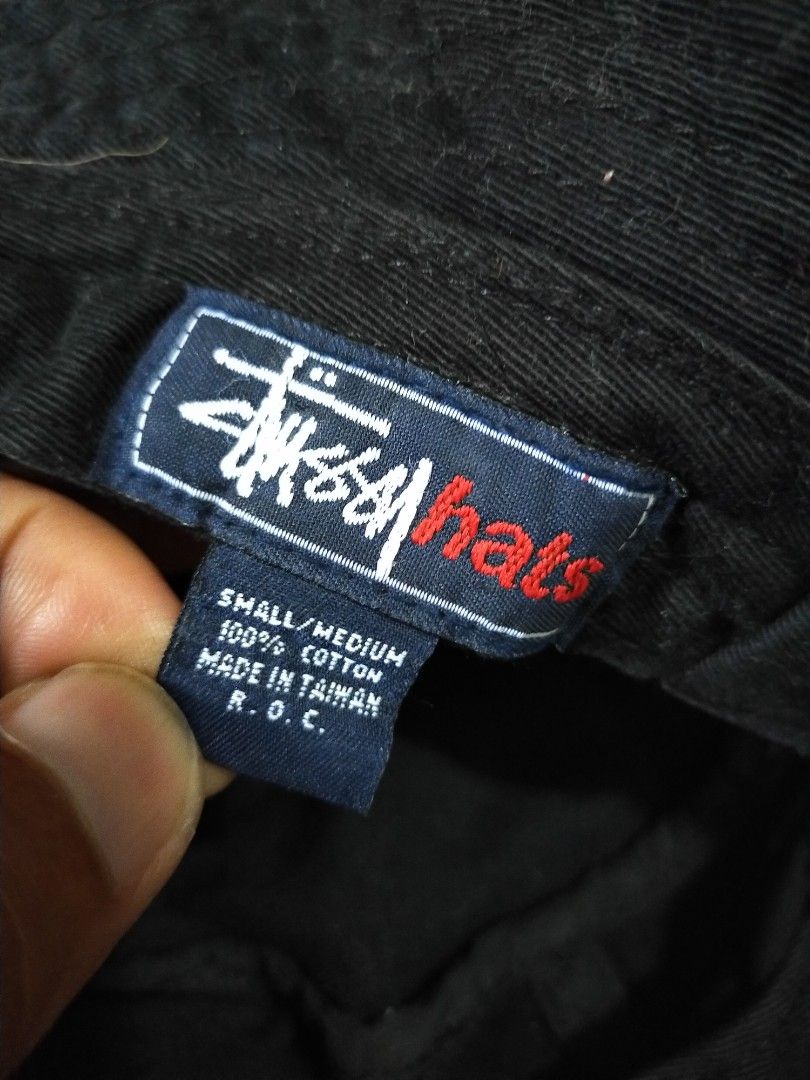 Stüssy hats
SMALL/MEDIUM
100% COTTON
MADE IN TAIWAN
R.O.C.